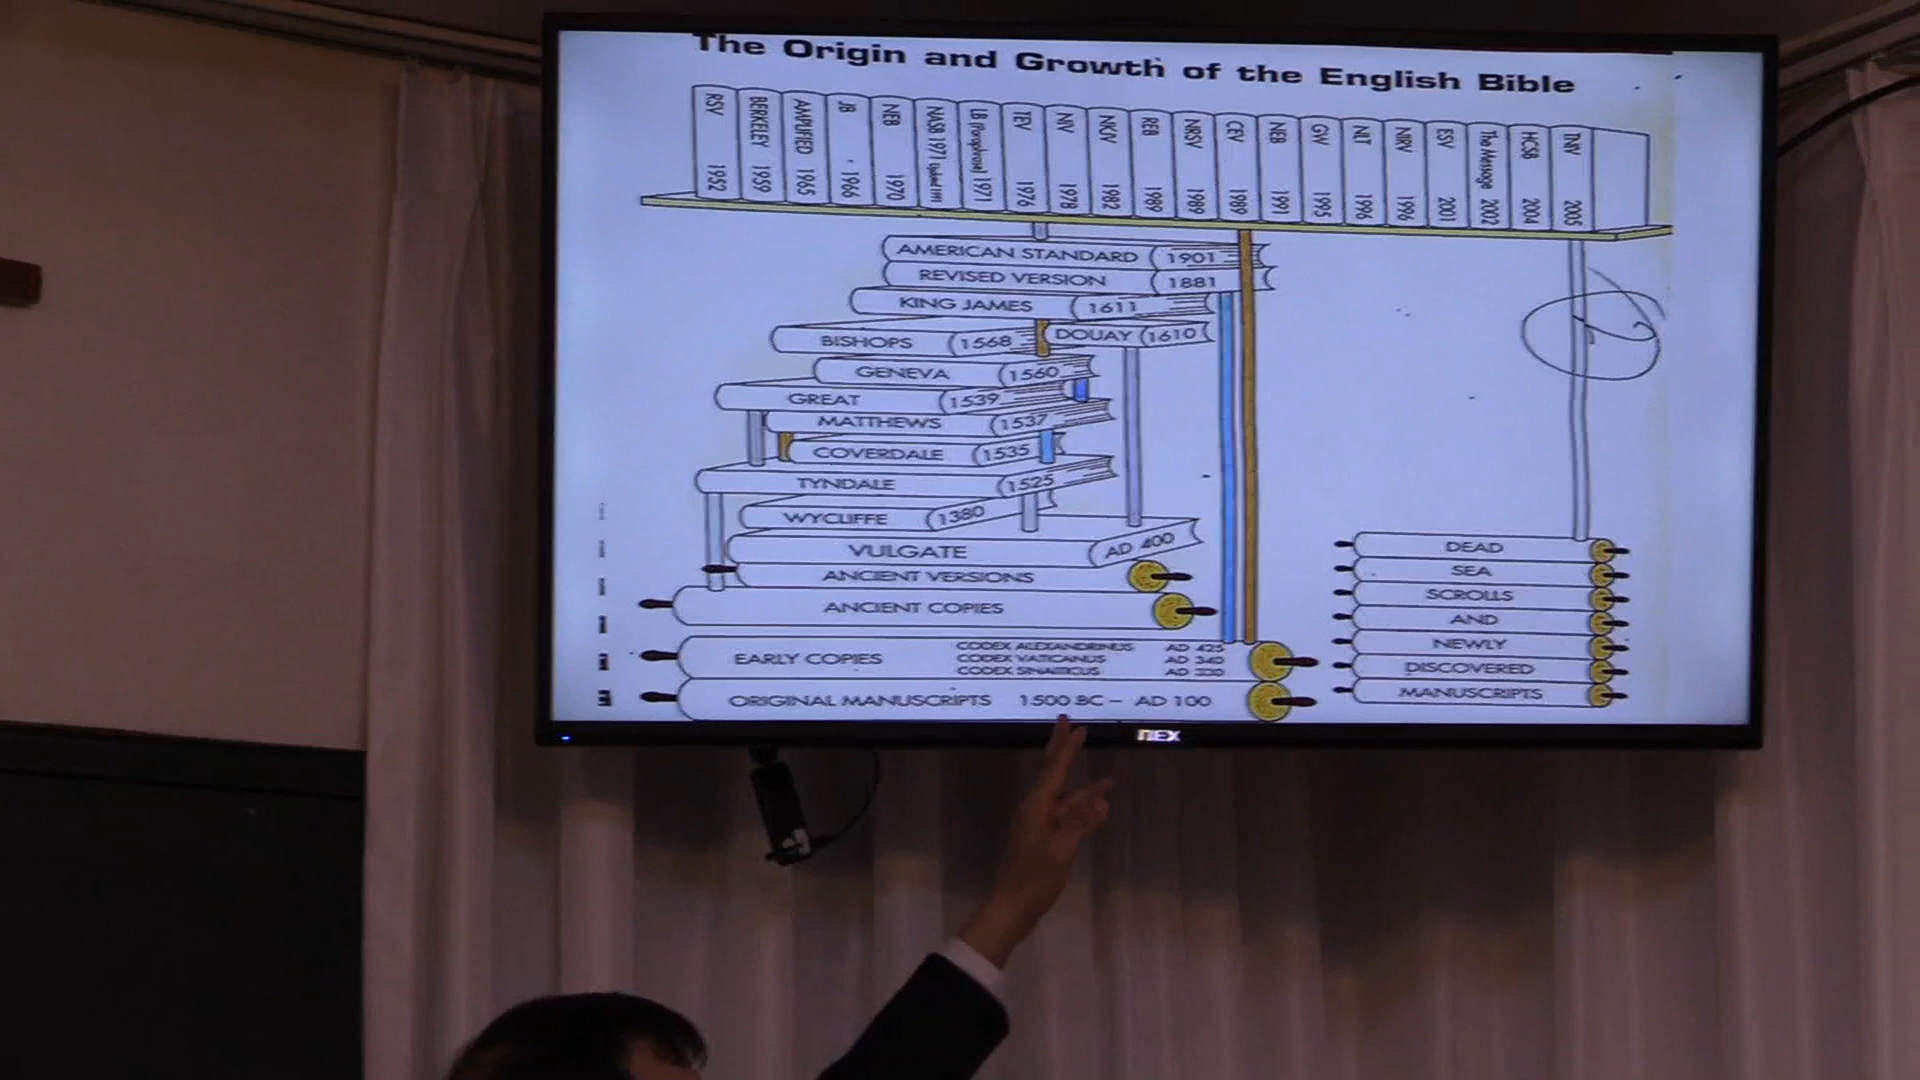 The Origin and Growth of the English Bible
RSV 1952
BERKELEY 1959
AMPLIFIED 1965
JB 1966
NEB 1970
NASB 1971 Updated 1995
LB (Paraphrase) 1971
TEV 1976
NIV 1978
NKJV 1982
REB 1989
NRSV 1989
CEV 1989
NEB 1991
GW 1995
NLT 1996
NIRV 1996
ESV 2001
The Message 2002
HCSB 2004
TNIV 2005
AMERICAN STANDARD 1901
REVISED VERSION 1881
KING JAMES 1611
BISHOPS 1568
DOUAY 1610
GENEVA 1560
GREAT 1539
MATTHEWS 1537
COVERDALE 1535
TYNDALE 1525
WYCLIFFE 1380
VULGATE AD 400
ANCIENT VERSIONS
ANCIENT COPIES
EARLY COPIES
CODEX ALEXANDRINUS AD 425
CODEX VATICANUS AD 340
CODEX SINAITICUS AD 330
ORIGINAL MANUSCRIPTS 1500 BC – AD 100
DEAD
SEA
SCROLLS
AND
NEWLY
DISCOVERED
MANUSCRIPTS
NEX